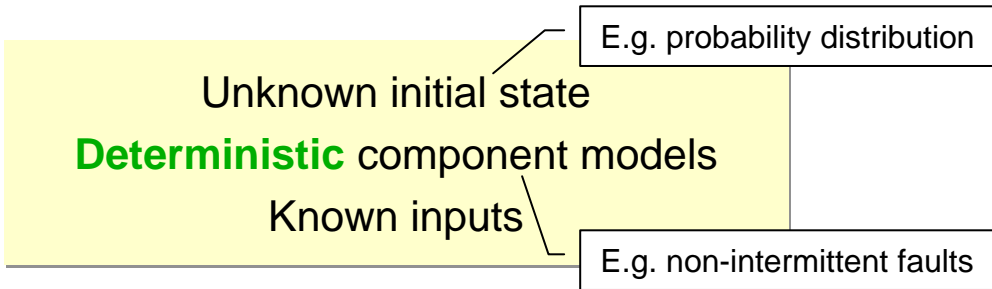 E.g. probability distribution
Unknown initial state
Deterministic component models
Known inputs
E.g. non-intermittent faults